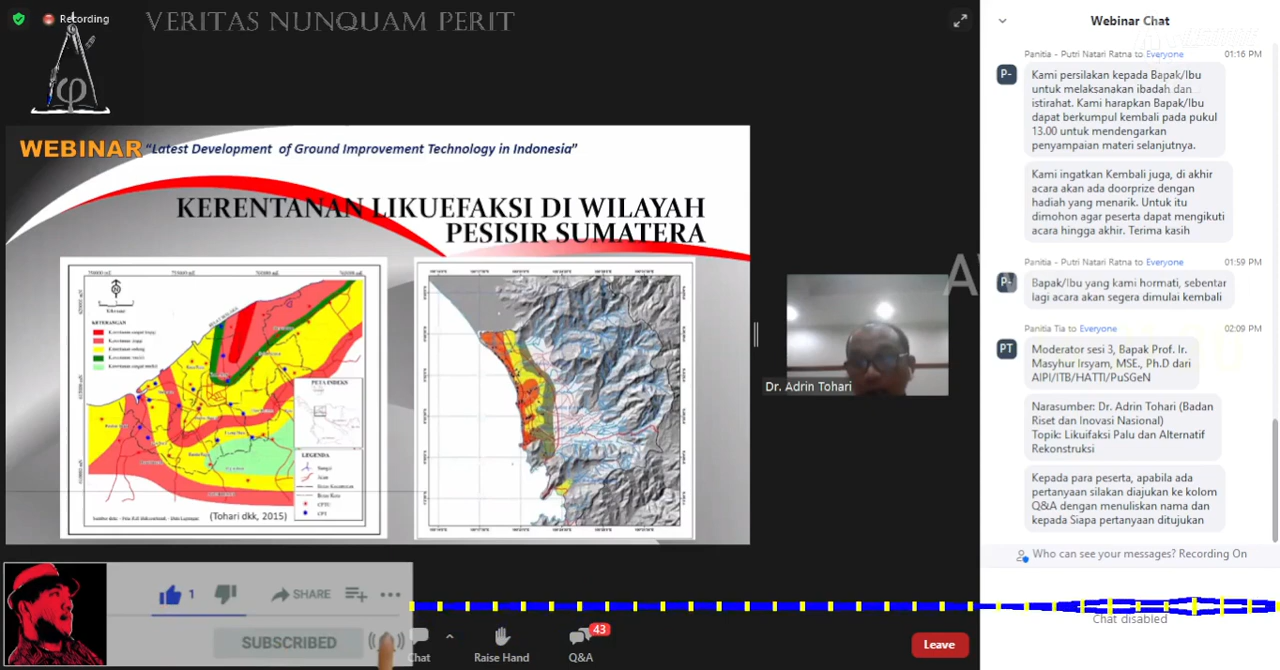 Recording
VERITAS NUNQUAM PERIT
WEBINAR "Latest Development of Ground Improvement Technology in Indonesia"
KERENTANAN LIKUEFAKSI DI WILAYAH
PESISIR SUMATERA
KETERANGAN
PETA INDEKS
LEGENDA
Sungai
Jalan
CPTU
CPT
(Tohari dkk, 2015)
Dr. Adrin Tohari
1
SHARE
SUBSCRIBED
Chat
Raise Hand
43
Q&A
Leave
Webinar Chat
Panitia - Putri Natari Ratna to Everyone 01:16 PM
P-
Kami persilakan kepada Bapak/Ibu
untuk melaksanakan ibadah dan
istirahat. Kami harapkan Bapak/Ibu
dapat berkumpul kembali pada pukul
13.00 untuk mendengarkan
penyampaian materi selanjutnya.
Kami ingatkan Kembali juga, di akhir
acara akan ada doorprize dengan
hadiah yang menarik. Untuk itu
dimohon agar peserta dapat mengikuti
acara hingga akhir. Terima kasih
Panitia - Putri Natari Ratna to Everyone 01:59 PM
P-
Bapak/Ibu yang kami hormati, sebentar
lagi acara akan segera dimulai kembali
Panitia Tia to Everyone 02:09 PM
PT
Moderator sesi 3, Bapak Prof. Ir.
Masyhur Irsyam, MSE., Ph.D dari
AIPI/ITB/HATTI/PuSGeN
Narasumber: Dr. Adrin Tohari (Badan
Riset dan Inovasi Nasional)
Topik: Likuifaksi Palu dan Alternatif
Rekonstruksi
Kepada para peserta, apabila ada
pertanyaan silakan diajukan ke kolom
Q&A dengan menuliskan nama dan
kepada Siapa pertanyaan ditujukan
Who can see your messages? Recording On
Chat disabled